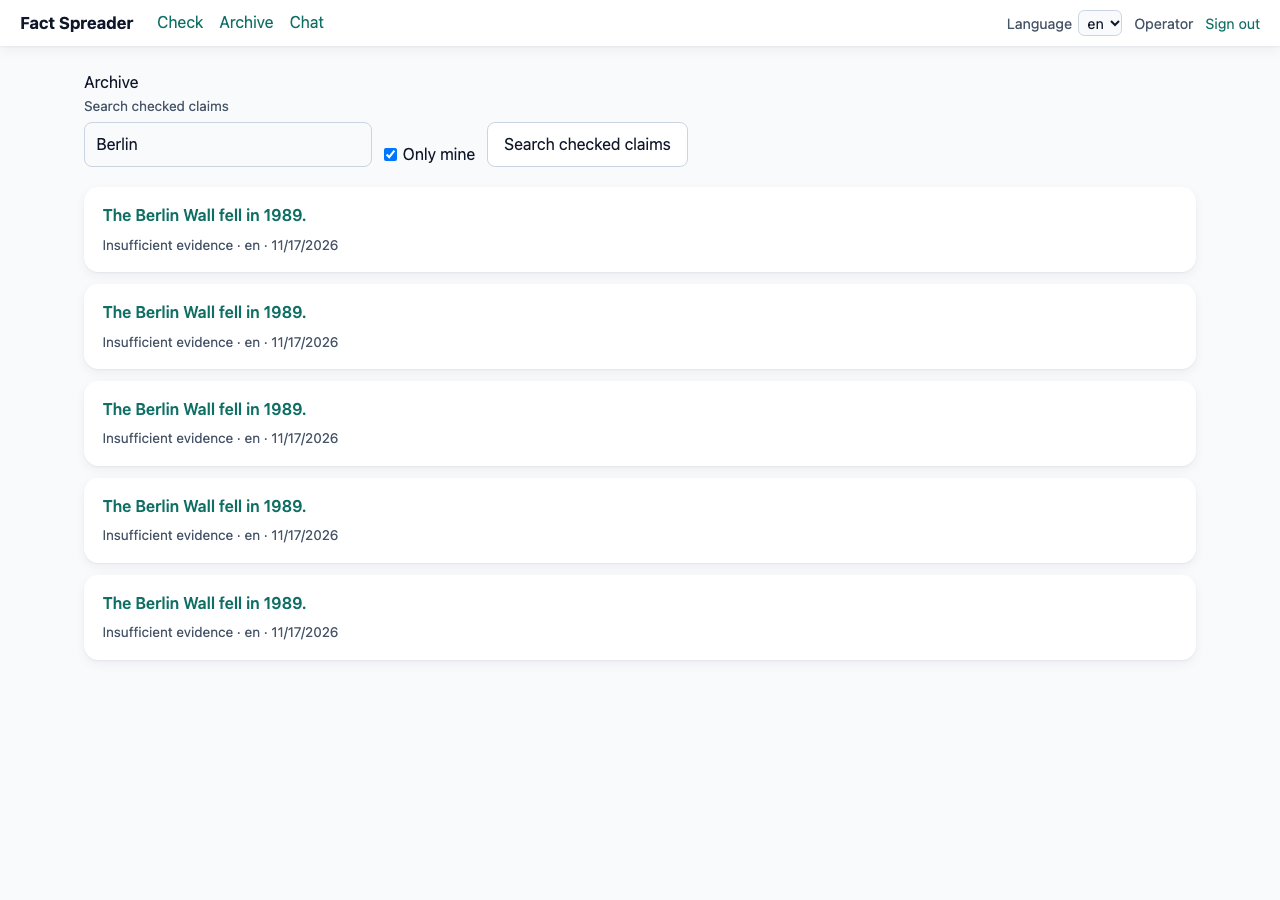 Fact Spreader Check Archive Chat Language en Operator Sign out
Archive
Search checked claims
Berlin Only mine Search checked claims
The Berlin Wall fell in 1989.
Insufficient evidence · en · 11/17/2026
The Berlin Wall fell in 1989.
Insufficient evidence · en · 11/17/2026
The Berlin Wall fell in 1989.
Insufficient evidence · en · 11/17/2026
The Berlin Wall fell in 1989.
Insufficient evidence · en · 11/17/2026
The Berlin Wall fell in 1989.
Insufficient evidence · en · 11/17/2026